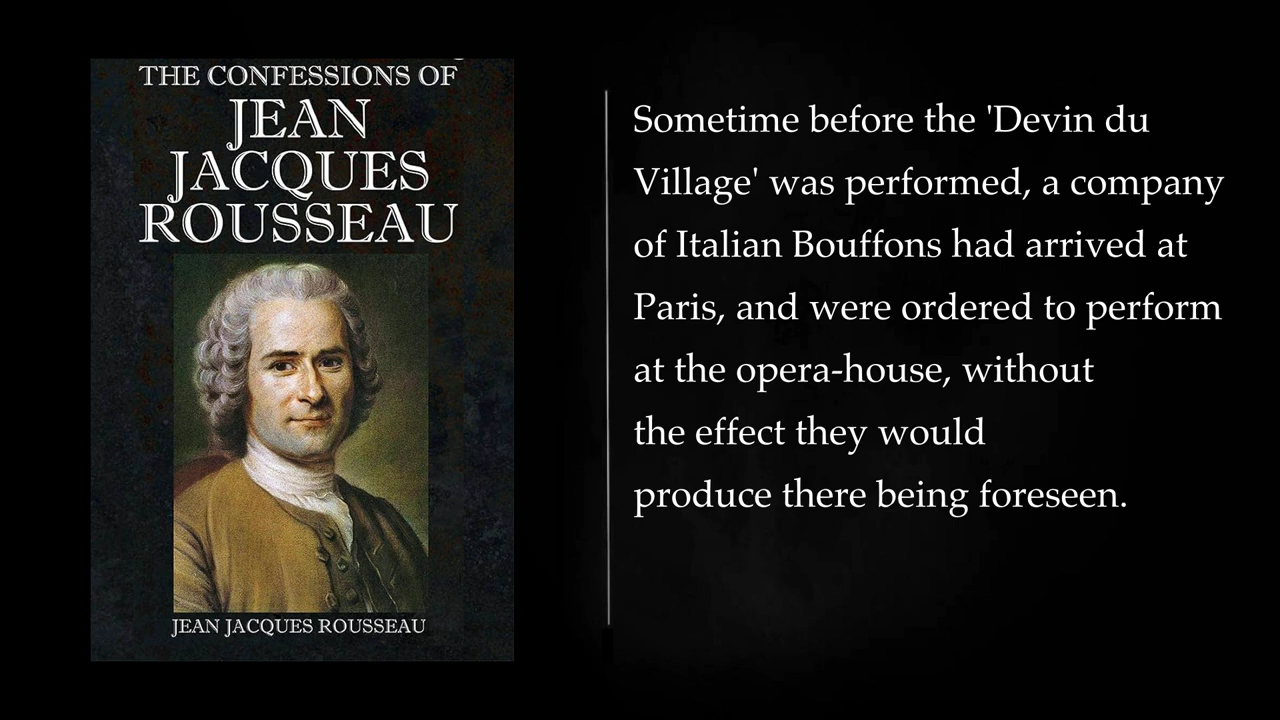 THE CONFESSIONS OF
JEAN
JACQUES
ROUSSEAU
JEAN JACQUES ROUSSEAU
Sometime before the 'Devin du
Village' was performed, a company
of Italian Bouffons had arrived at
Paris, and were ordered to perform
at the opera-house, without
the effect they would
produce there being foreseen.